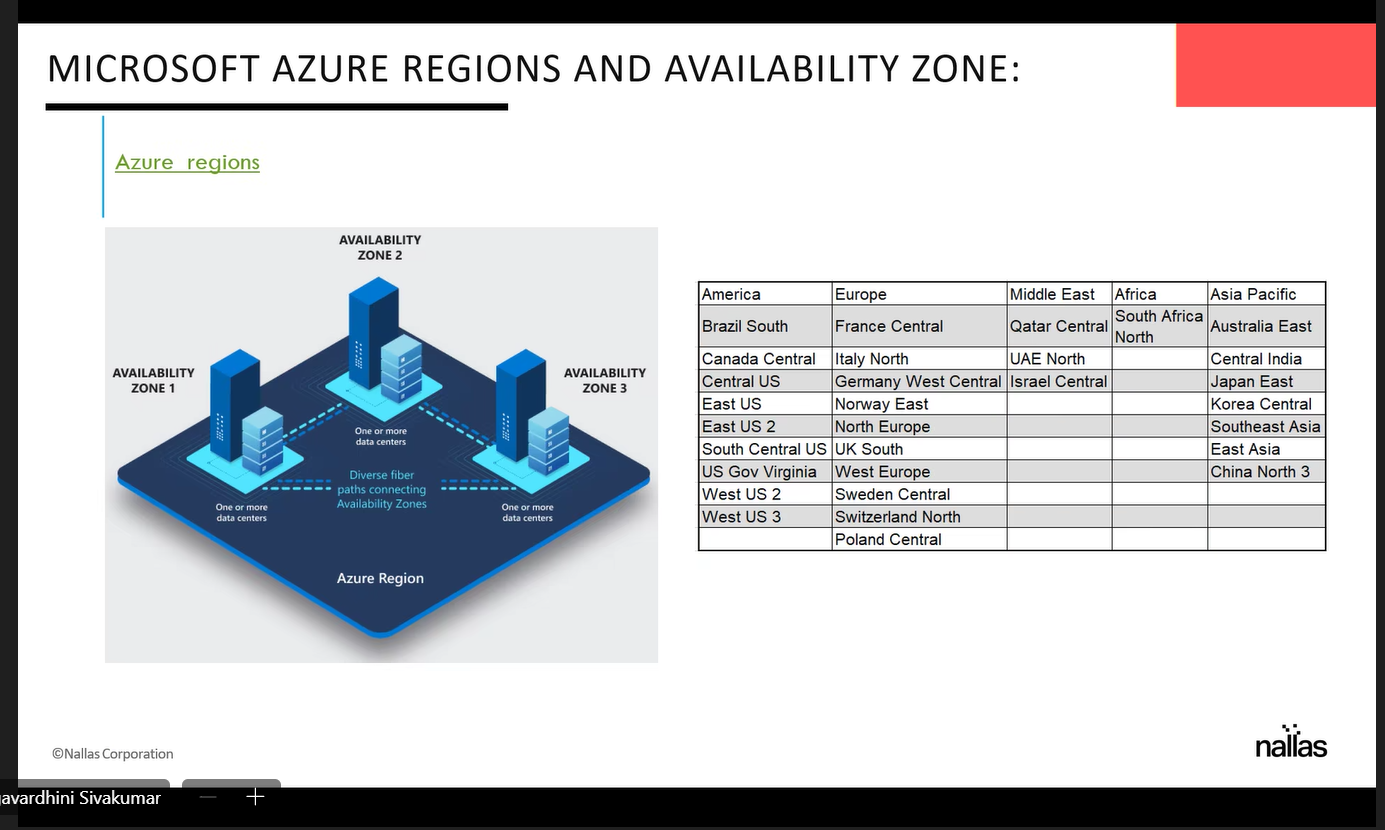 MICROSOFT AZURE REGIONS AND AVAILABILITY ZONE:
Azure regions
AVAILABILITY
ZONE 2
AVAILABILITY
ZONE 1
AVAILABILITY
ZONE 3
One or more
data centers
Diverse fiber
paths connecting
Availability Zones
One or more
data centers
One or more
data centers
Azure Region
America Europe Middle East Africa Asia Pacific
Brazil South France Central Qatar Central South Africa North Australia East
Canada Central Italy North UAE North Central India
Central US Germany West Central Israel Central Japan East
East US Norway East Korea Central
East US 2 North Europe Southeast Asia
South Central US UK South East Asia
US Gov Virginia West Europe China North 3
West US 2 Sweden Central
West US 3 Switzerland North
Poland Central
©Nallas Corporation
nallas
Sivakumar